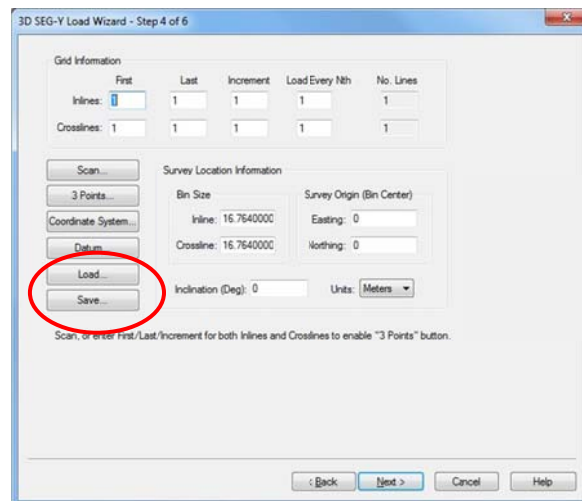 3D SEG-Y Load Wizard - Step 4 of 6
Grid Information
First Last Increment Load Every Nth No. Lines
Inlines: 1 1 1 1 1
Crosslines: 1 1 1 1 1
Scan...
3 Points...
Coordinate System...
Datum...
Load...
Save...
Survey Location Information
Bin Size
Inline: 16.7640000
Crossline: 16.7640000
Survey Origin (Bin Center)
Easting: 0
Northing: 0
Inclination (Deg): 0 Units: Meters
Scan, or enter First/Last/Increment for both Inlines and Crosslines to enable "3 Points" button.
< Back Next > Cancel Help